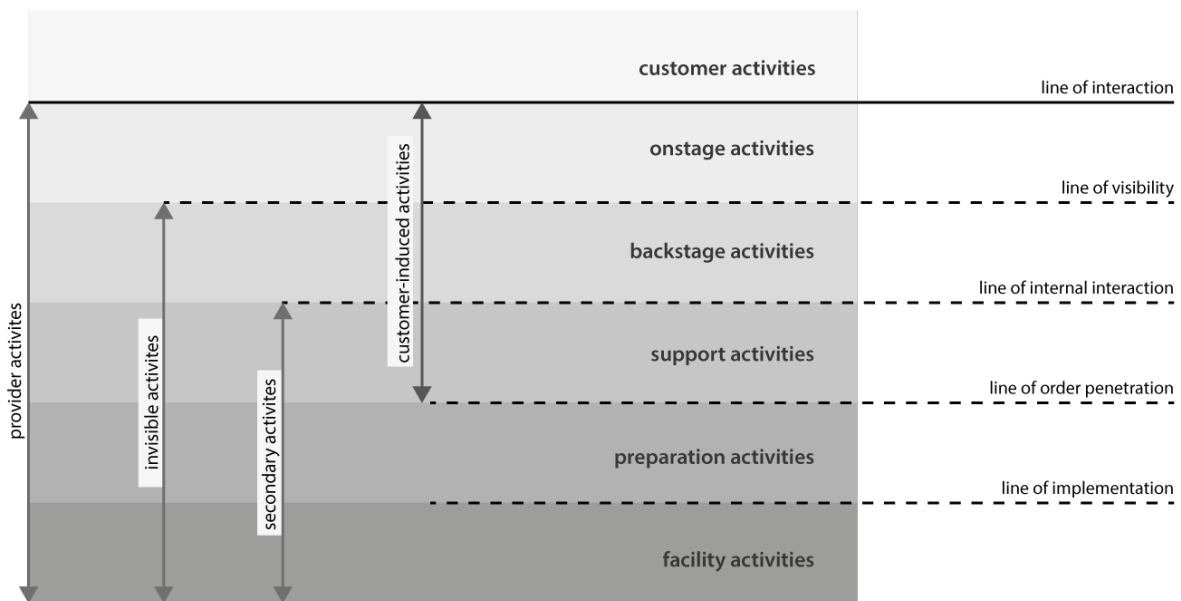 customer activities
line of interaction
onstage activities
line of visibility
backstage activities
line of internal interaction
support activities
line of order penetration
preparation activities
line of implementation
facility activities
provider activites
invisible activites
secondary activites
customer-induced activities